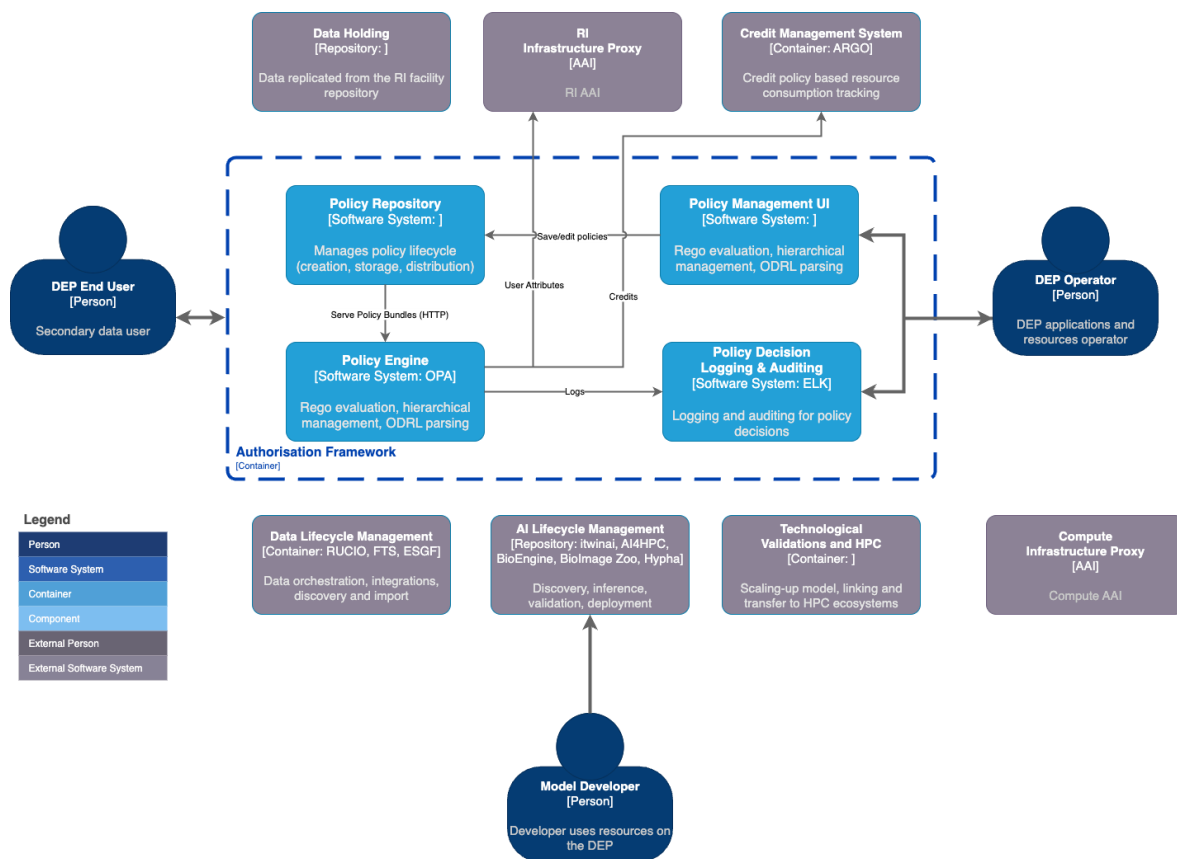 Data Holding
[Repository: ]
Data replicated from the RI facility
repository
RI
Infrastructure Proxy
[AAI]
RI AAI
Credit Management System
[Container: ARGO]
Credit policy based resource
consumption tracking
Policy Repository
[Software System: ]
Manages policy lifecycle
(creation, storage, distribution)
Save/edit policies
Policy Management UI
[Software System: ]
Rego evaluation, hierarchical
management, ODRL parsing
DEP End User
[Person]
Secondary data user
DEP Operator
[Person]
DEP applications and
resources operator
User Attributes
Credits
Serve Policy Bundles (HTTP)
Policy Engine
[Software System: OPA]
Rego evaluation, hierarchical
management, ODRL parsing
Logs
Policy Decision
Logging & Auditing
[Software System: ELK]
Logging and auditing for policy
decisions
Authorisation Framework
[Container]
Legend
Person
Software System
Container
Component
External Person
External Software System
Data Lifecycle Management
[Container: RUCIO, FTS, ESGF]
Data orchestration, integrations,
discovery and import
AI Lifecycle Management
[Repository: itwinai, AI4HPC,
BioEngine, BioImage Zoo, Hypha]
Discovery, inference,
validation, deployment
Technological
Validations and HPC
[Container: ]
Scaling-up model, linking and
transfer to HPC ecosystems
Compute
Infrastructure Proxy
[AAI]
Compute AAI
Model Developer
[Person]
Developer uses resources on
the DEP